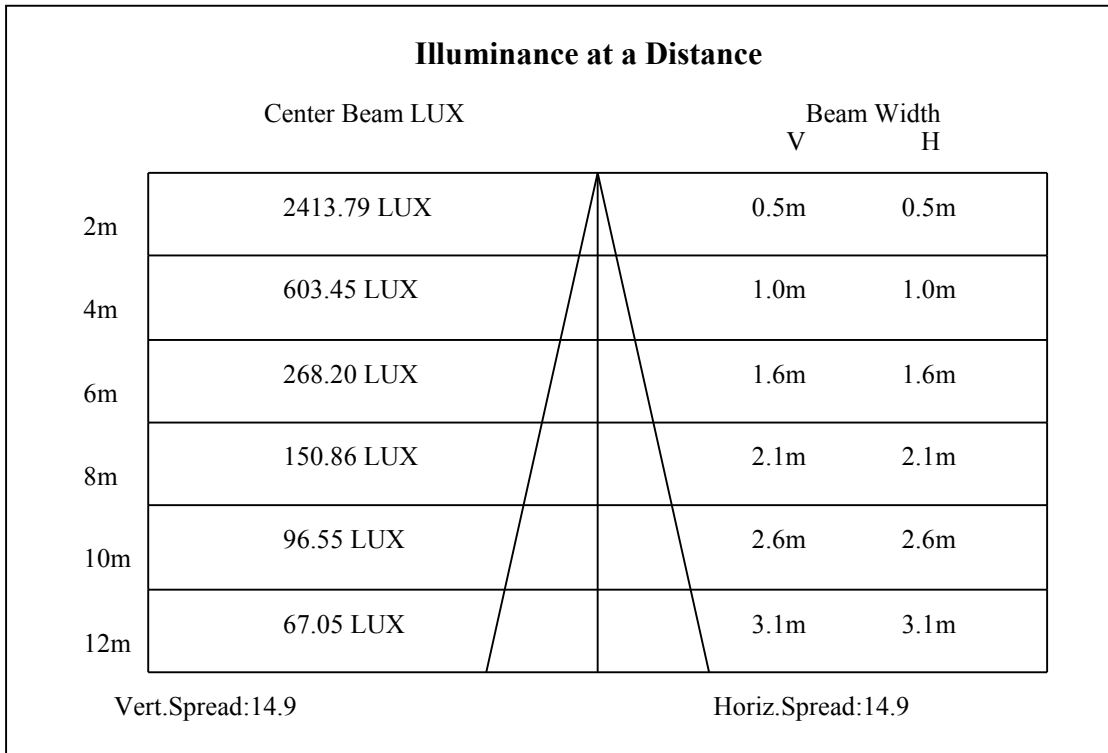 Illuminance at a Distance
Center Beam LUX Beam Width
V H
2m 2413.79 LUX 0.5m 0.5m
4m 603.45 LUX 1.0m 1.0m
6m 268.20 LUX 1.6m 1.6m
8m 150.86 LUX 2.1m 2.1m
10m 96.55 LUX 2.6m 2.6m
12m 67.05 LUX 3.1m 3.1m
Vert.Spread:14.9 Horiz.Spread:14.9